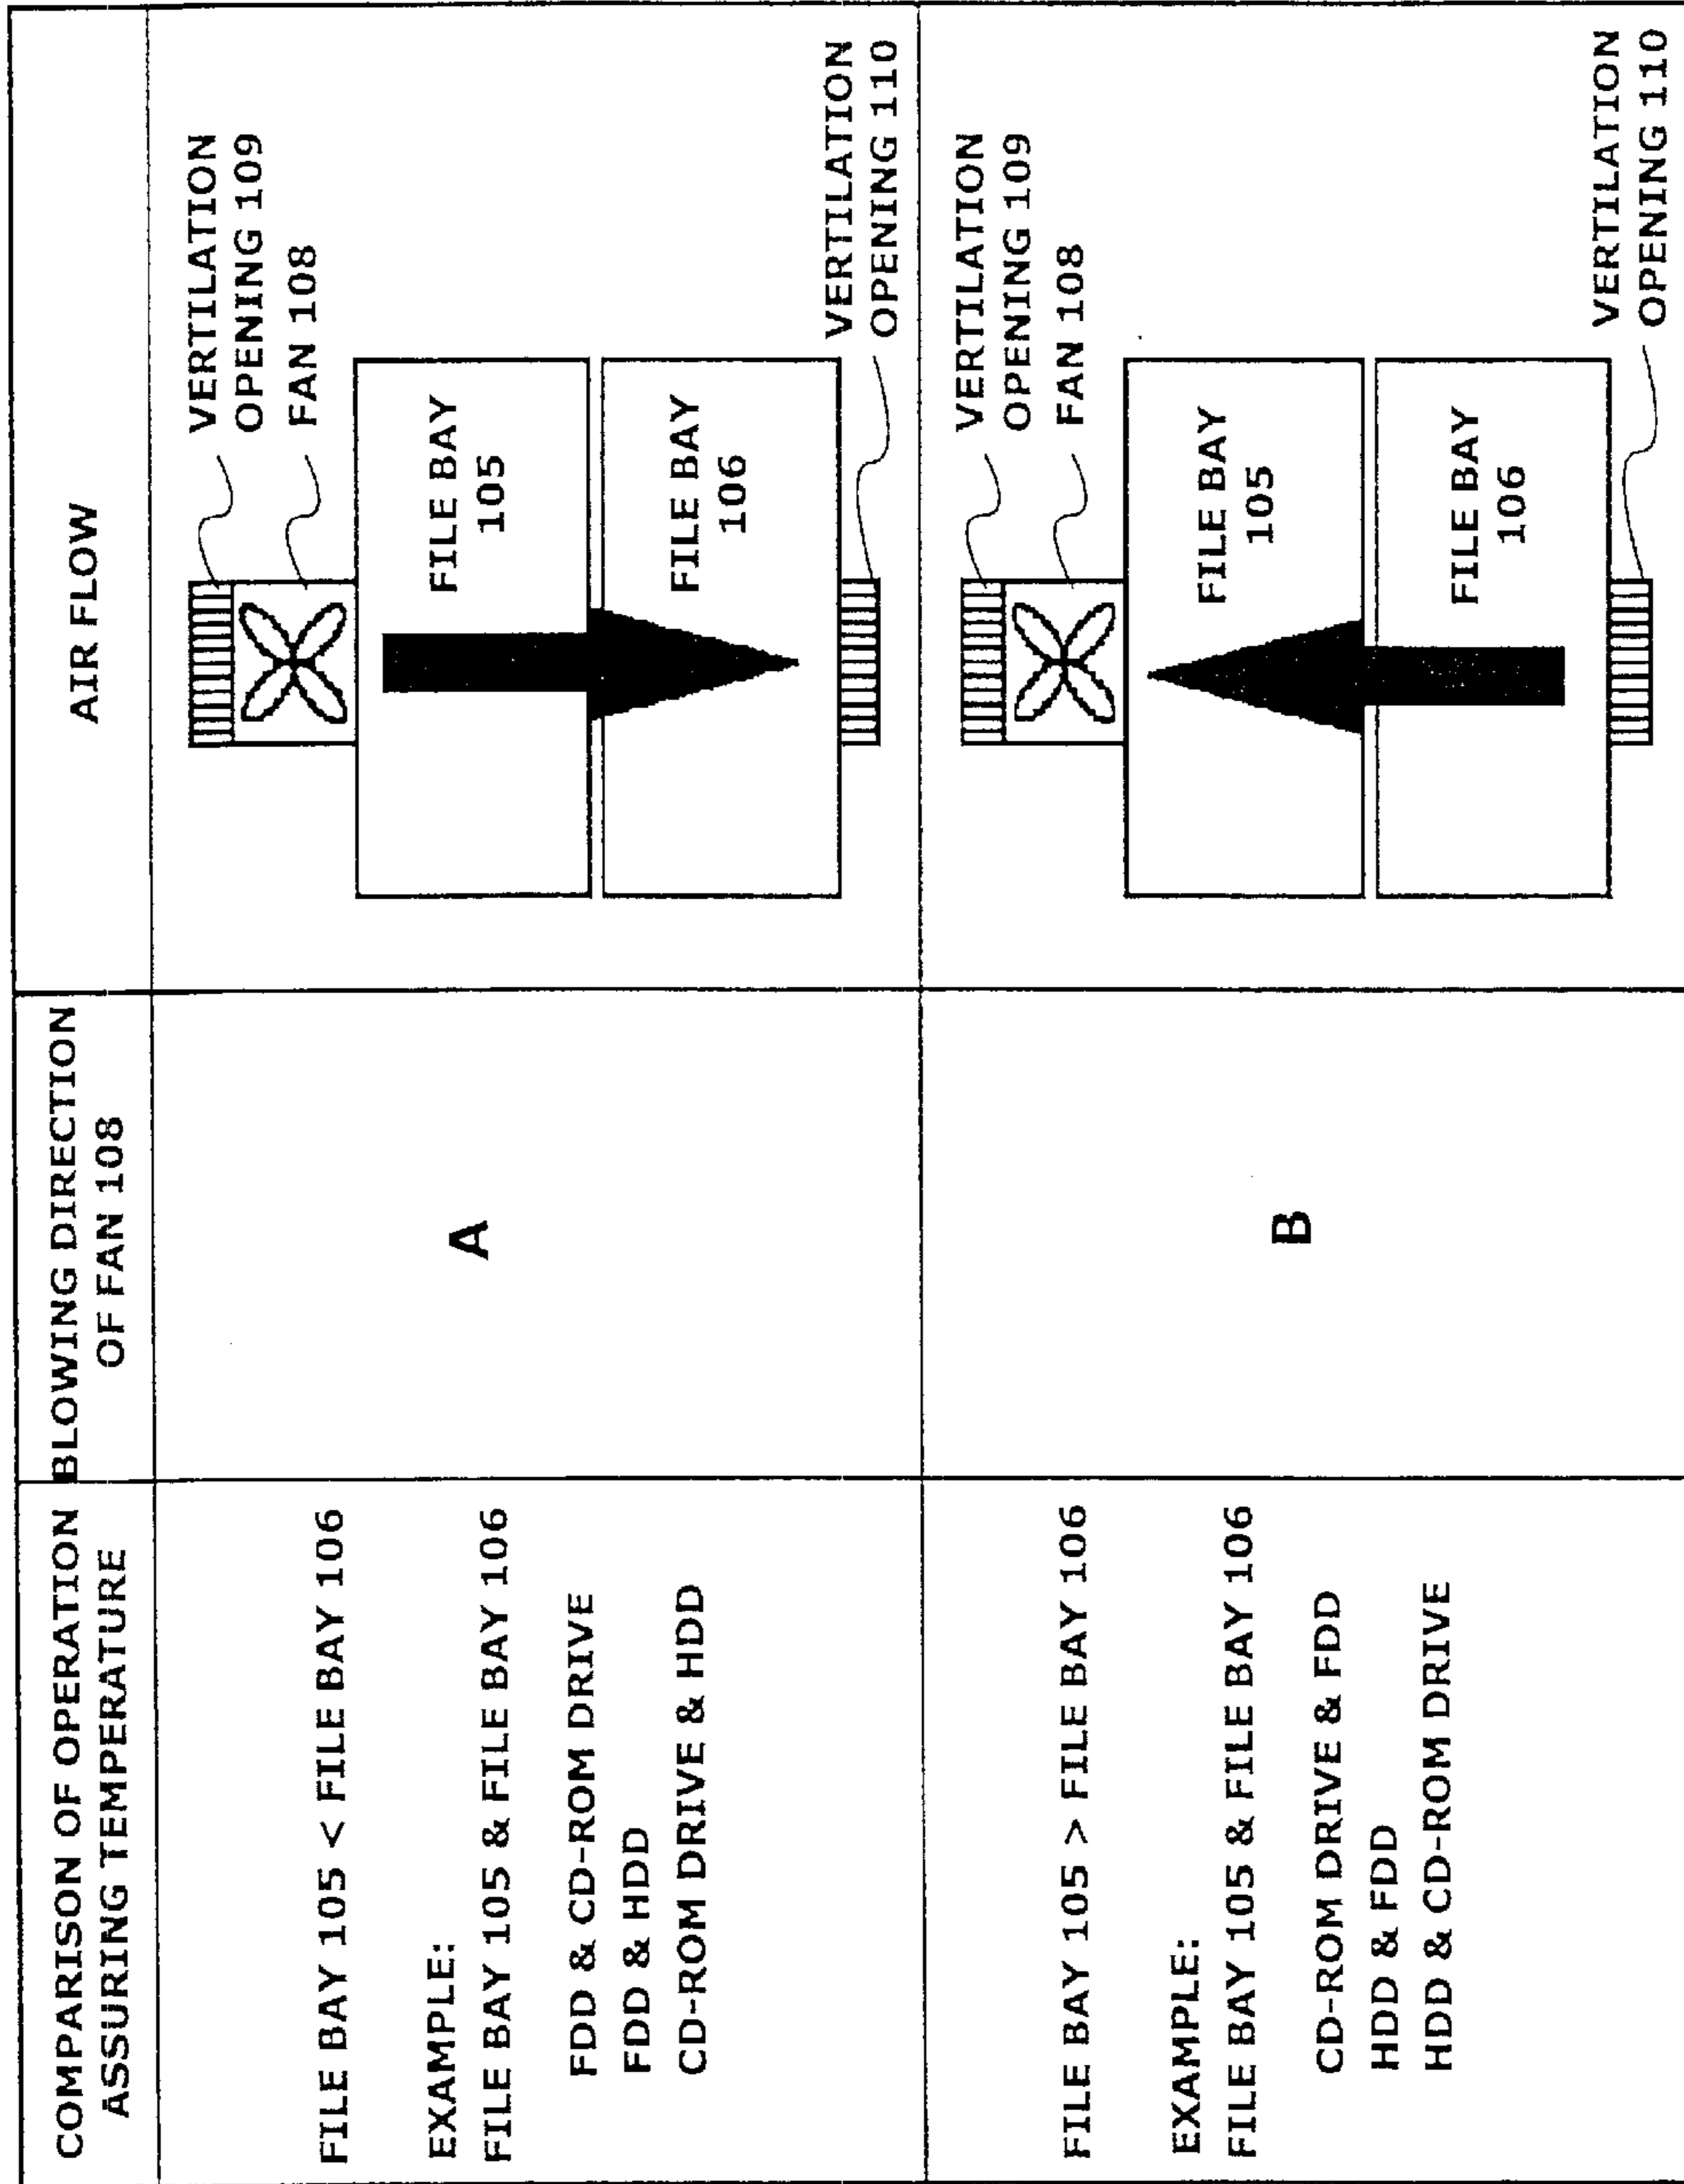 COMPARISON OF OPERATION
ASSURING TEMPERATURE
BLOWING DIRECTION
OF FAN 108
AIR FLOW
FILE BAY 105 < FILE BAY 106
EXAMPLE:
FILE BAY 105 & FILE BAY 106
FDD & CD-ROM DRIVE
FDD & HDD
CD-ROM DRIVE & HDD
A
VERTILATION
OPENING 109
FAN 108
FILE BAY
105
FILE BAY
106
VERTILATION
OPENING 110
FILE BAY 105 > FILE BAY 106
EXAMPLE:
FILE BAY 105 & FILE BAY 106
CD-ROM DRIVE & FDD
HDD & FDD
HDD & CD-ROM DRIVE
B
VERTILATION
OPENING 109
FAN 108
FILE BAY
105
FILE BAY
106
VERTILATION
OPENING 110